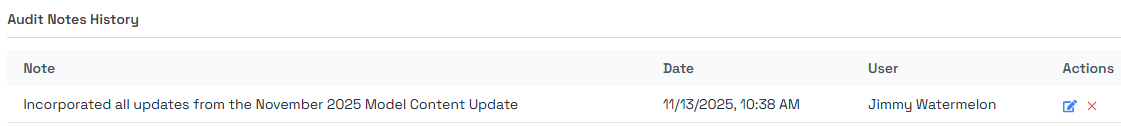 Audit Notes History
Note Date User Actions
Incorporated all updates from the November 2025 Model Content Update 11/13/2025, 10:38 AM Jimmy Watermelon